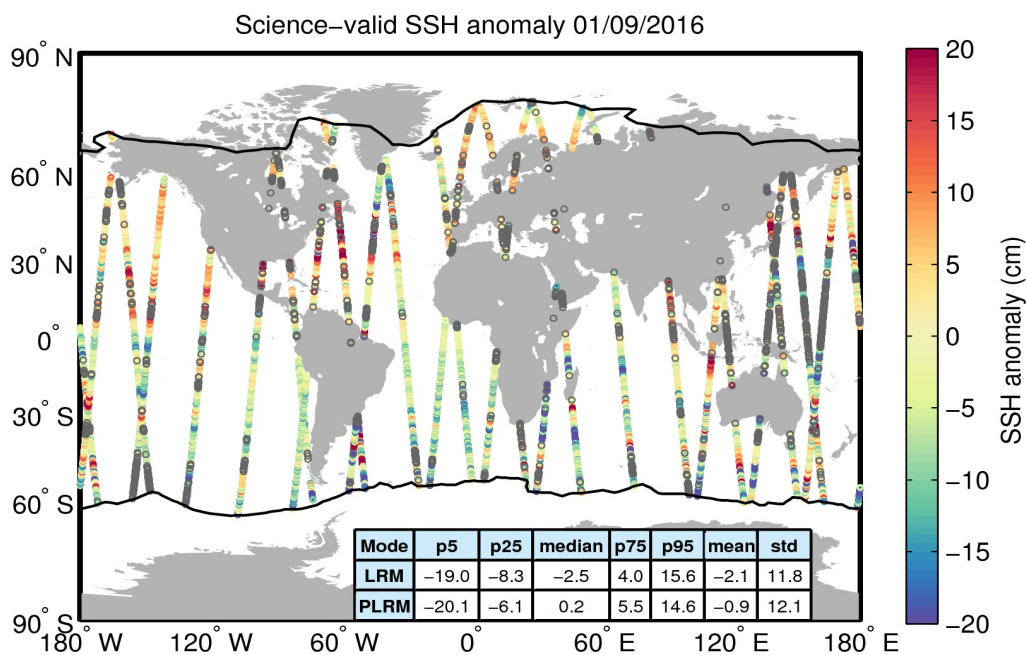 Science−valid SSH anomaly 01/09/2016
90° N
60° N
30° N
0°
30° S
60° S
90° S
180° W
120° W
60° W
0°
60° E
120° E
180° E
Mode p5 p25 median p75 p95 mean std
LRM −19.0 −8.3 −2.5 4.0 15.6 −2.1 11.8
PLRM −20.1 −6.1 0.2 5.5 14.6 −0.9 12.1
20
15
10
5
0
−5
−10
−15
−20
SSH anomaly (cm)